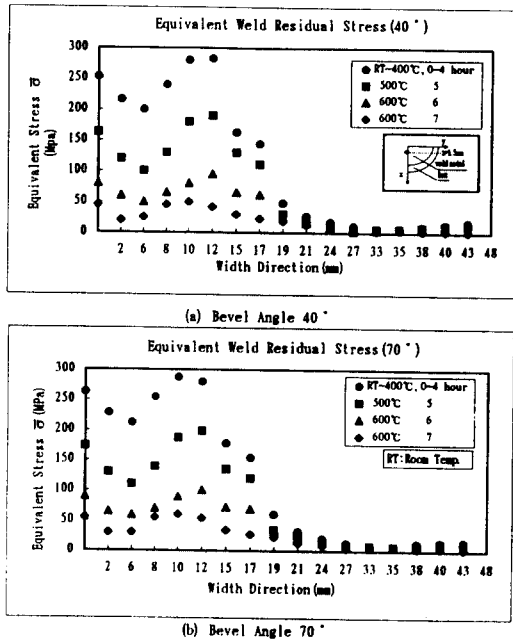 Equivalent Weld Residual Stress(40°)
Equivalent Stress σ̅
(Mpa)
300
250
200
150
100
50
0
● RT~400℃, 0~4 hour
■ 500℃ 5
▲ 600℃ 6
◆ 600℃ 7
weld metal
x
2 6 8 10 12 15 17 19 21 24 27 28 33 35 38 40 43 48
Width Direction(mm)
(a) Bevel Angle 40°
Equivalent Weld Residual Stress(70°)
Equivalent Stress σ̅ (MPa)
300
250
200
150
100
50
0
● RT~400℃, 0~4 hour
■ 500℃ 5
▲ 600℃ 6
◆ 600℃ 7
RT:Room Temp.
2 6 8 10 12 15 17 19 21 24 27 33 33 35 38 40 43 48
Width Direction(mm)
(b) Bevel Angle 70°